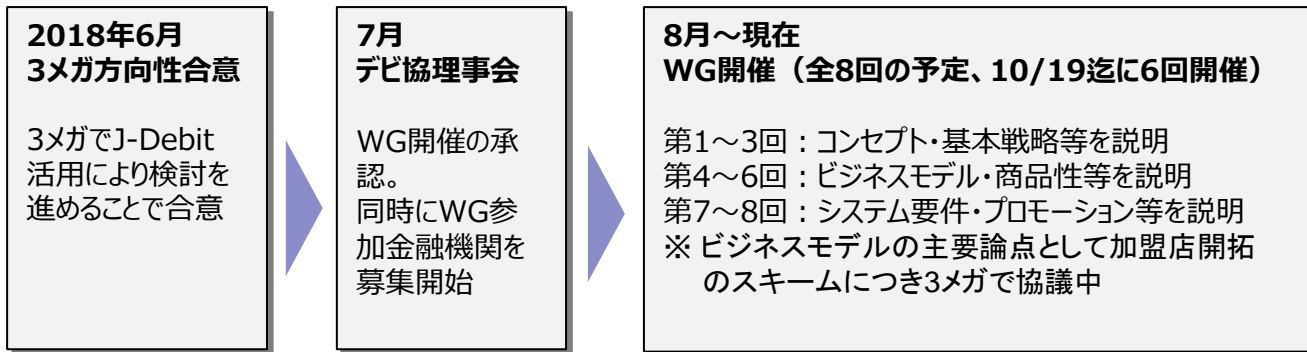 2018年6月
3メガ方向性合意
3メガでJ-Debit
活用により検討を
進めることで合意
7月
デビ協理事会
WG開催の承
認。
同時にWG参
加金融機関を
募集開始
8月～現在
WG開催（全8回の予定、10/19迄に6回開催）
第1～3回：コンセプト・基本戦略等を説明
第4～6回：ビジネスモデル・商品性等を説明
第7～8回：システム要件・プロモーション等を説明
※ ビジネスモデルの主要論点として加盟店開拓
のスキームにつき3メガで協議中